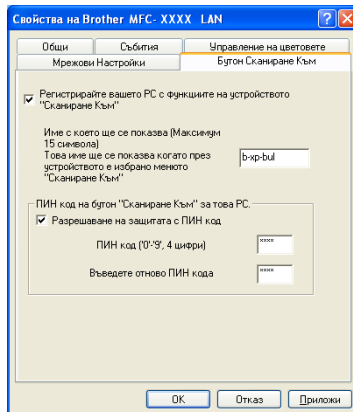 Свойства на Brother MFC- XXXX LAN
Общи
Събития
Управление на цветовете
Мрежови Настройки
Бутон Сканиране Към
Регистрирайте вашето PC с функциите на устройството
"Сканиране Към"
Име с което ще се показва (Максимум
15 символа)
Това име ще се показва когато през
устройството е избрано менюто
"Сканиране Към"
b-xp-bul
ПИН код на бутон "Сканиране Към" за това PC.
Разрешаване на защитата с ПИН код
ПИН код ('0'-'9', 4 цифри)
xxxx
Въведете отново ПИН кода
xxxx
OK
Отказ
Приложи